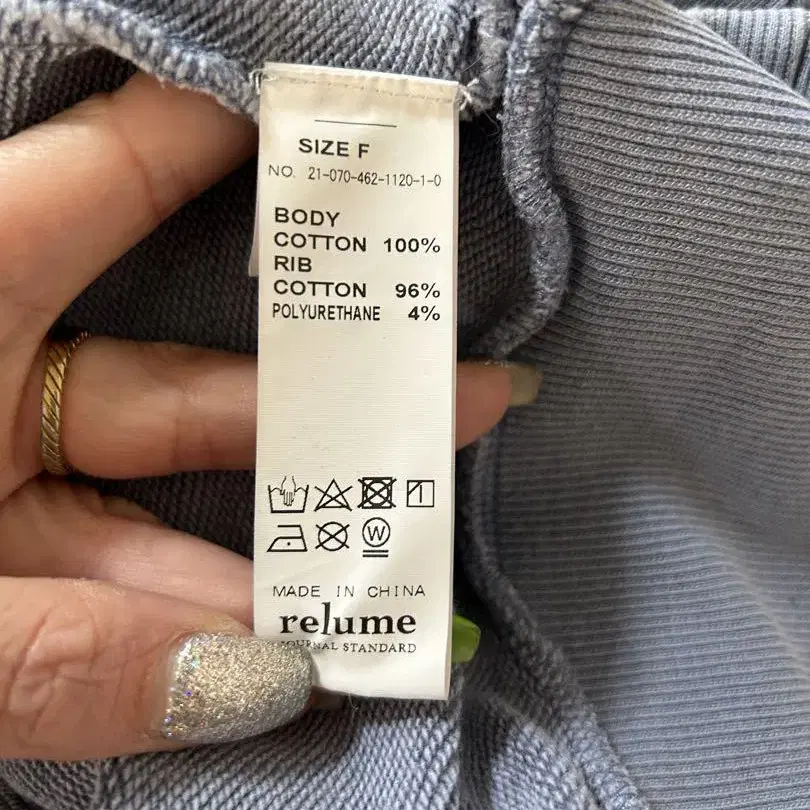 SIZE F
NO. 21-070-462-1120-1-0
BODY
COTTON 100%
RIB
COTTON 96%
POLYURETHANE 4%
W
MADE IN CHINA
relume
JOURNAL STANDARD